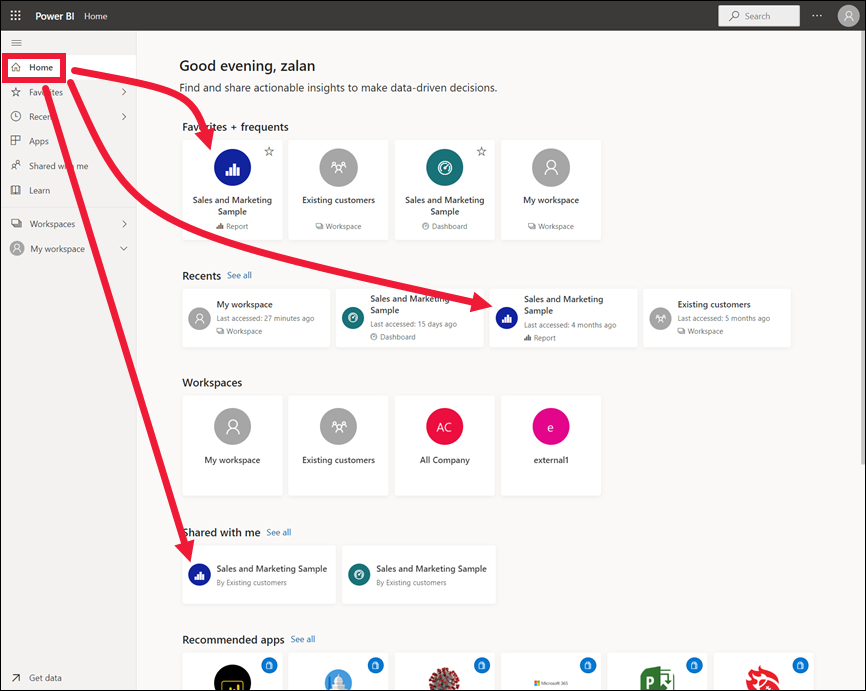 Power BI Home
Search
Home
Favorites
Recent
Apps
Shared with me
Learn
Workspaces
My workspace
Get data
Good evening, zalan
Find and share actionable insights to make data-driven decisions.
Favorites + frequents
Sales and Marketing
Sample
Report
Existing customers
Workspace
Sales and Marketing
Sample
Dashboard
My workspace
Workspace
Recents See all
My workspace
Last accessed: 27 minutes ago
Workspace
Sales and Marketing
Sample
Last accessed: 15 days ago
Dashboard
Sales and Marketing
Sample
Last accessed: 4 months ago
Report
Existing customers
Last accessed: 5 months ago
Workspace
Workspaces
My workspace
Existing customers
AC
All Company
e
external1
Shared with me See all
Sales and Marketing Sample
By Existing customers
Sales and Marketing Sample
By Existing customers
Recommended apps See all
Microsoft 365
P